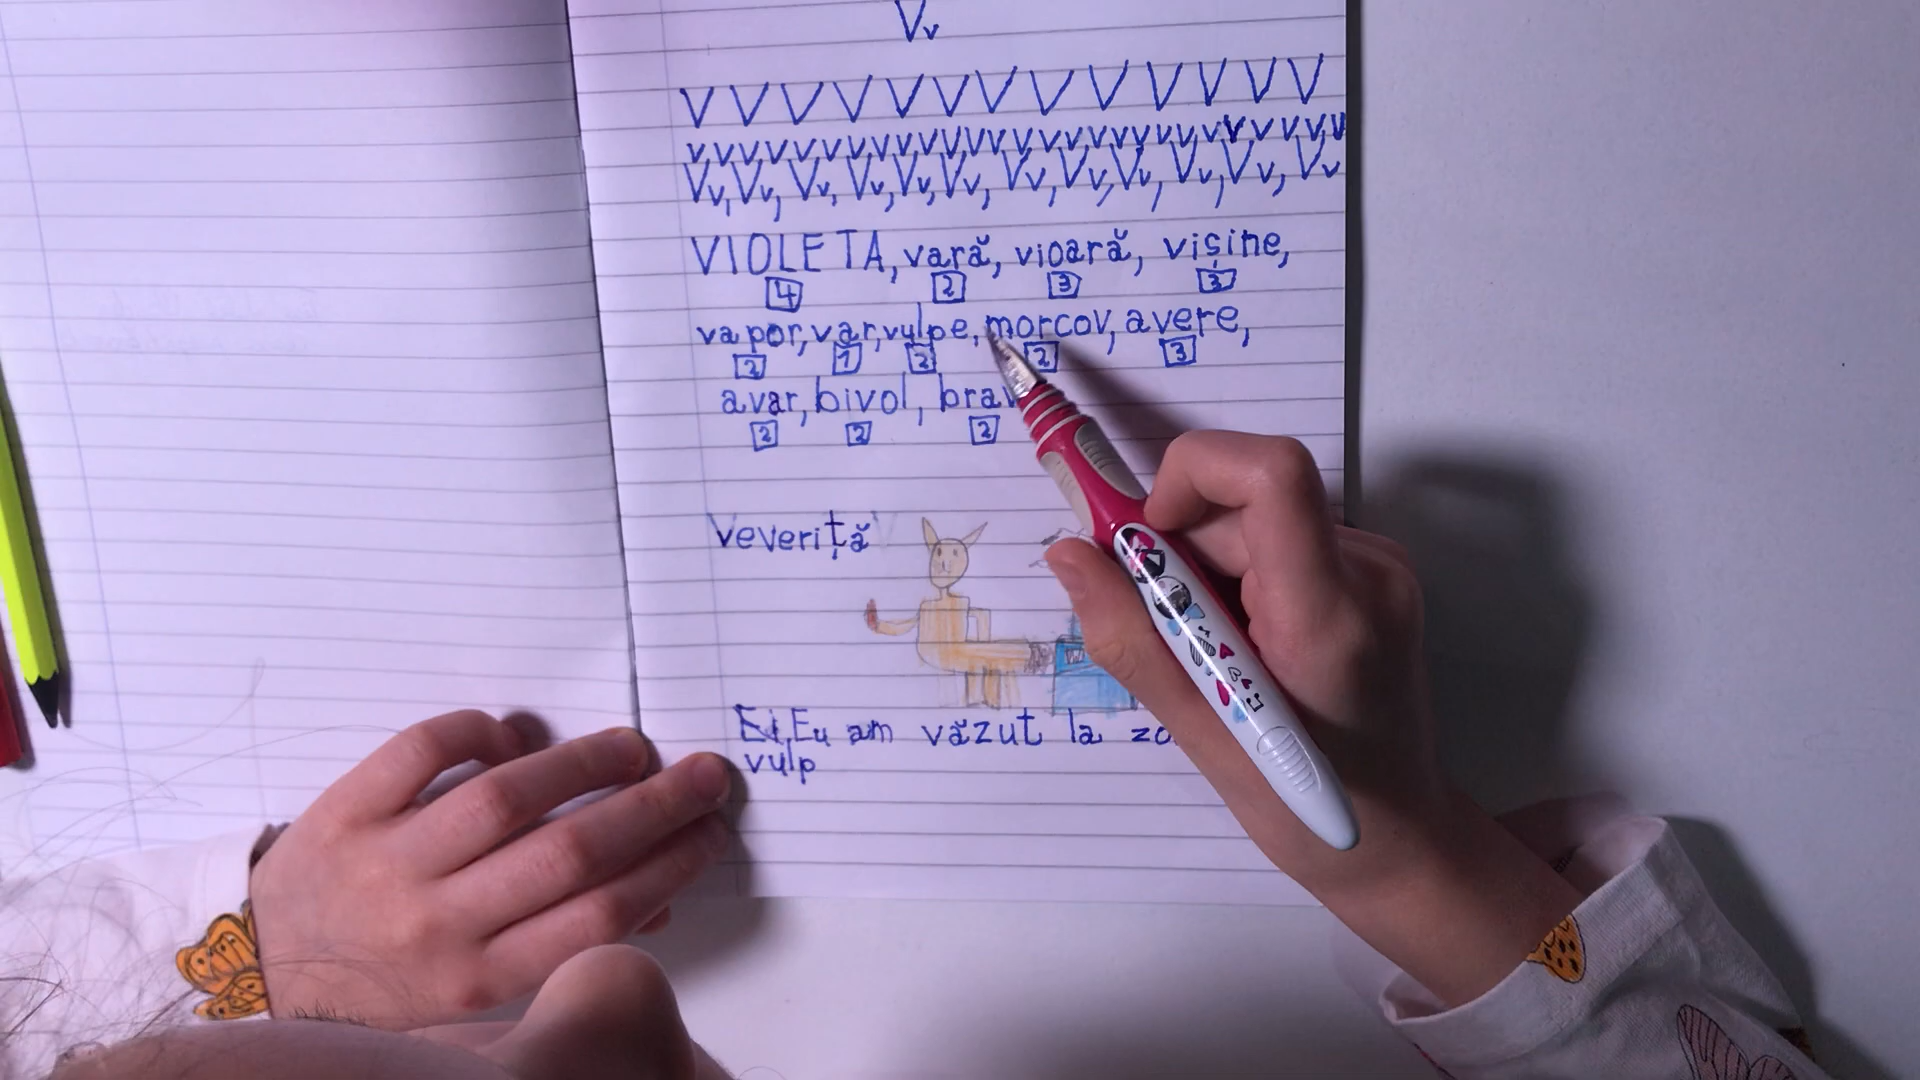 Vv
V V V V V V V V V V V V V
v,v,v,v,v,v,v,v,v,v,v,v,v,v,v,v,v,v,v,v,v,v,v,v,v,v
Vv,Vv, Vv, Vv,Vv,Vv, Vv,Vv,Vv, Vv,Vv, Vv
VIOLETA, vară, vioară, vișine,
4 2 3 3
vapor, var, vulpe, morcov, avere,
2 1 2 2 3
avar, bivol, brav
2 2 2
Veveriță
Ei,Eu am văzut la
vulp